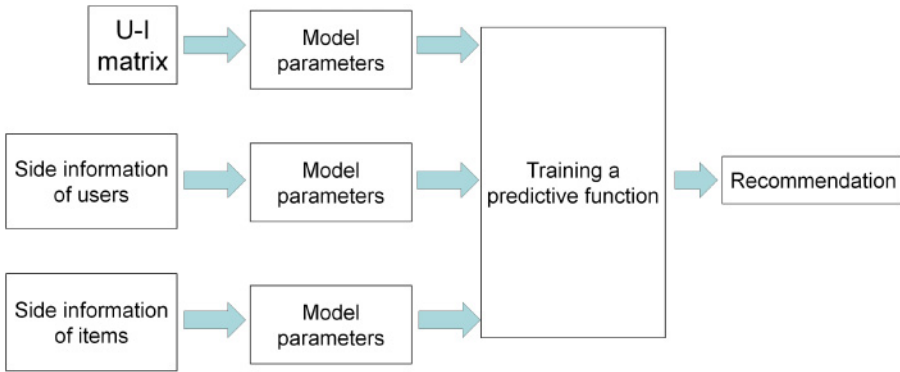 U-I
matrix
Model
parameters
Side information
of users
Model
parameters
Training a
predictive function
Recommendation
Side information
of items
Model
parameters